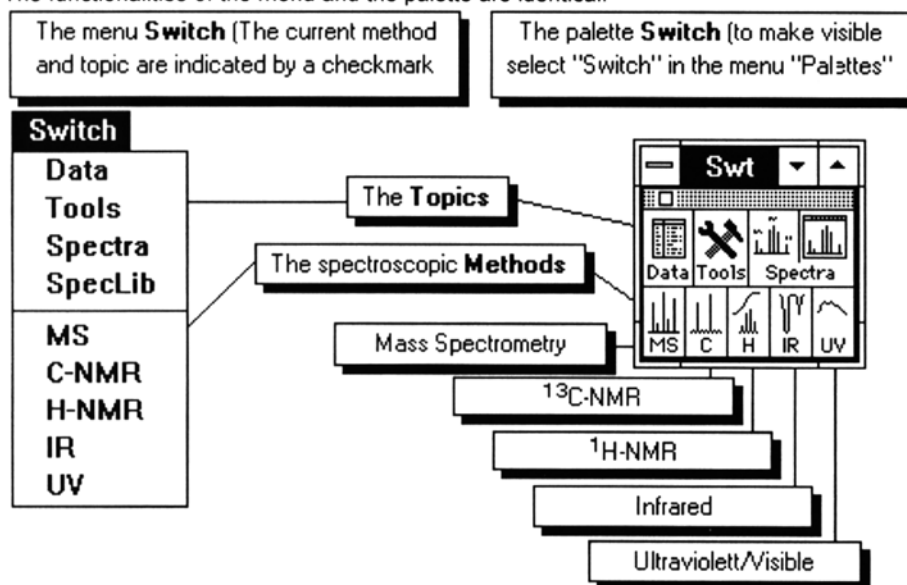 The functionalities of the menu and the palette are identical.
The menu Switch (The current method
and topic are indicated by a checkmark
The palette Switch (to make visible
select "Switch" in the menu "Palettes"
Switch
Data
Tools
Spectra
SpecLib
MS
C-NMR
H-NMR
IR
UV
The Topics
The spectroscopic Methods
Swt
Data Tools Spectra
MS C H IR UV
Mass Spectrometry
13C-NMR
1H-NMR
Infrared
Ultraviolett/Visible